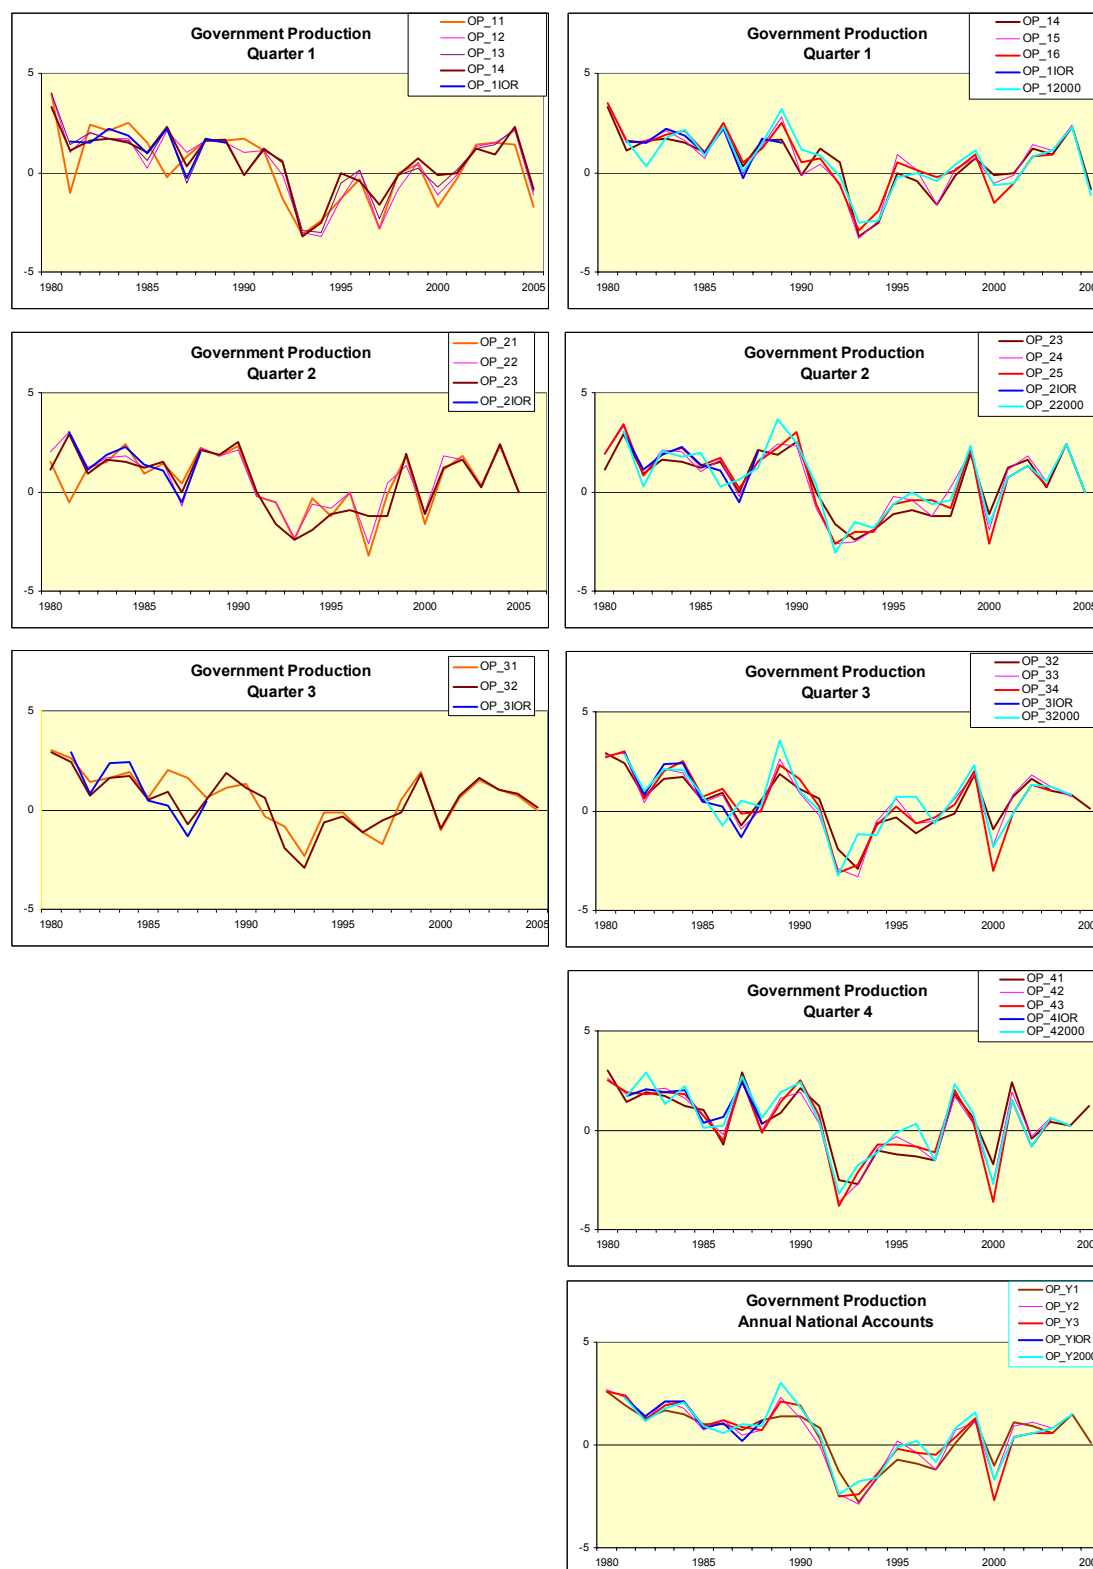 Government Production
Quarter 1
OP_11
OP_12
OP_13
OP_14
OP_1IOR
5
0
-5
1980 1985 1990 1995 2000 2005
Government Production
Quarter 1
OP_14
OP_15
OP_16
OP_1IOR
OP_12000
5
0
-5
1980 1985 1990 1995 2000 200
Government Production
Quarter 2
OP_21
OP_22
OP_23
OP_2IOR
5
0
-5
1980 1985 1990 1995 2000 2005
Government Production
Quarter 2
OP_23
OP_24
OP_25
OP_2IOR
OP_22000
5
0
-5
1980 1985 1990 1995 2000 2005
Government Production
Quarter 3
OP_31
OP_32
OP_3IOR
5
0
-5
1980 1985 1990 1995 2000 2005
Government Production
Quarter 3
OP_32
OP_33
OP_34
OP_3IOR
OP_32000
5
0
-5
1980 1985 1990 1995 2000 200
Government Production
Quarter 4
OP_41
OP_42
OP_43
OP_4IOR
OP_42000
5
0
-5
1980 1985 1990 1995 2000 200
Government Production
Annual National Accounts
OP_Y1
OP_Y2
OP_Y3
OP_YIOR
OP_Y2000
5
0
-5
1980 1985 1990 1995 2000 200